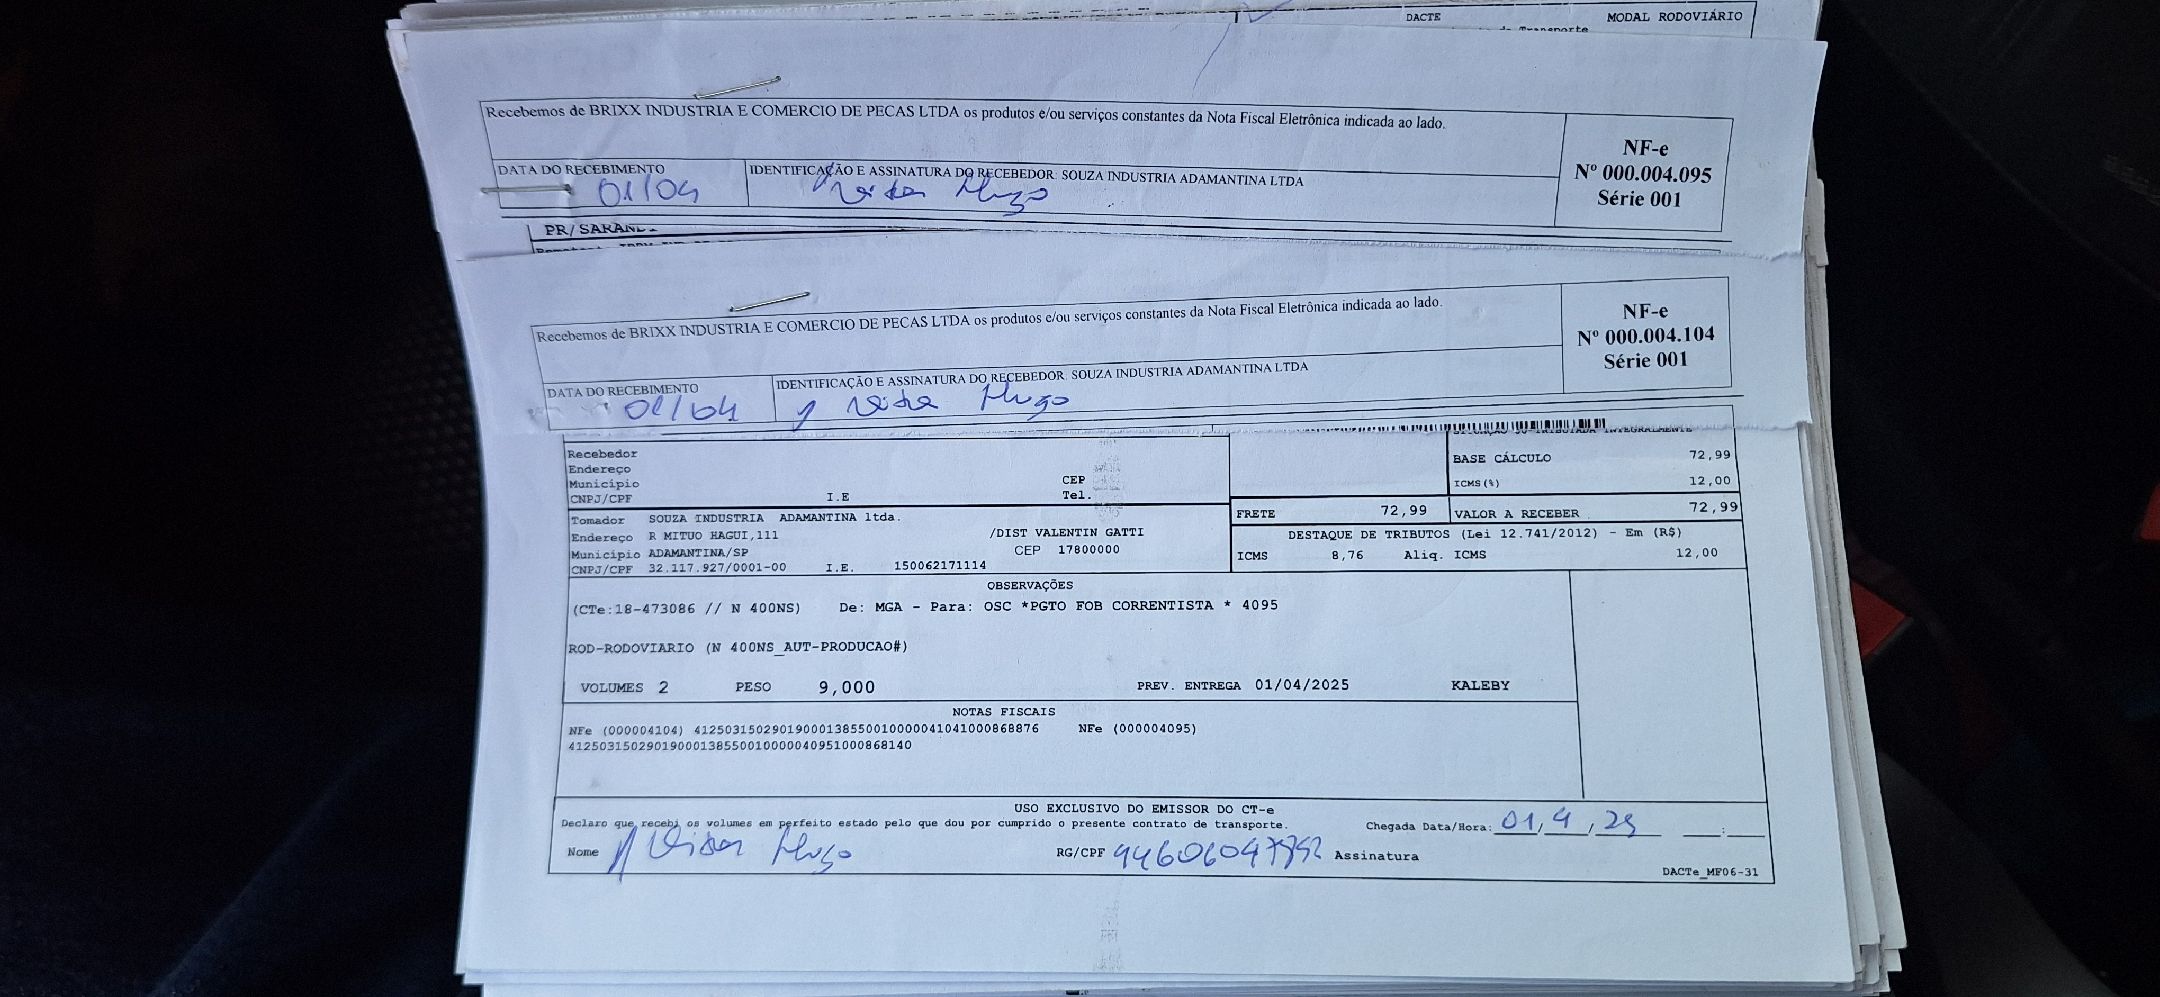 DACTE MODAL RODOVIÁRIO
Recebemos de BRIXX INDUSTRIA E COMERCIO DE PECAS LTDA os produtos e/ou serviços constantes da Nota Fiscal Eletrônica indicada ao lado.
NF-e
Nº 000.004.095
Série 001
DATA DO RECEBIMENTO
01/04
IDENTIFICAÇÃO E ASSINATURA DO RECEBEDOR: SOUZA INDUSTRIA ADAMANTINA LTDA
Hugo
PR/SARANDI
Recebemos de BRIXX INDUSTRIA E COMERCIO DE PECAS LTDA os produtos e/ou serviços constantes da Nota Fiscal Eletrônica indicada ao lado.
NF-e
Nº 000.004.104
Série 001
DATA DO RECEBIMENTO
01/04
IDENTIFICAÇÃO E ASSINATURA DO RECEBEDOR: SOUZA INDUSTRIA ADAMANTINA LTDA
Hugo
Recebedor
Endereço
Município CEP
CNPJ/CPF I.E Tel.
BASE CÁLCULO 72,99
ICMS(%) 12,00
FRETE 72,99 VALOR A RECEBER 72,99
Tomador SOUZA INDUSTRIA ADAMANTINA ltda.
Endereço R MITUO HAGUI,111 /DIST VALENTIN GATTI
Município ADAMANTINA/SP CEP 17800000
CNPJ/CPF 32.117.927/0001-00 I.E. 150062171114
DESTAQUE DE TRIBUTOS (Lei 12.741/2012) - Em (R$)
ICMS 8,76 Aliq. ICMS 12,00
OBSERVAÇÕES
(CTe:18-473086 // N 400NS) De: MGA - Para: OSC *PGTO FOB CORRENTISTA * 4095
ROD-RODOVIARIO (N 400NS_AUT-PRODUCAO#)
VOLUMES 2 PESO 9,000 PREV. ENTREGA 01/04/2025 KALEBY
NOTAS FISCAIS
NFe (000004104) 41250315029019000138550010000041041000868876 NFe (000004095)
41250315029019000138550010000040951000868140
USO EXCLUSIVO DO EMISSOR DO CT-e
Declaro que recebi os volumes em perfeito estado pelo que dou por cumprido o presente contrato de transporte.
Chegada Data/Hora: 01/4/25 :
Nome Hugo RG/CPF Assinatura
DACTe_MF06-31